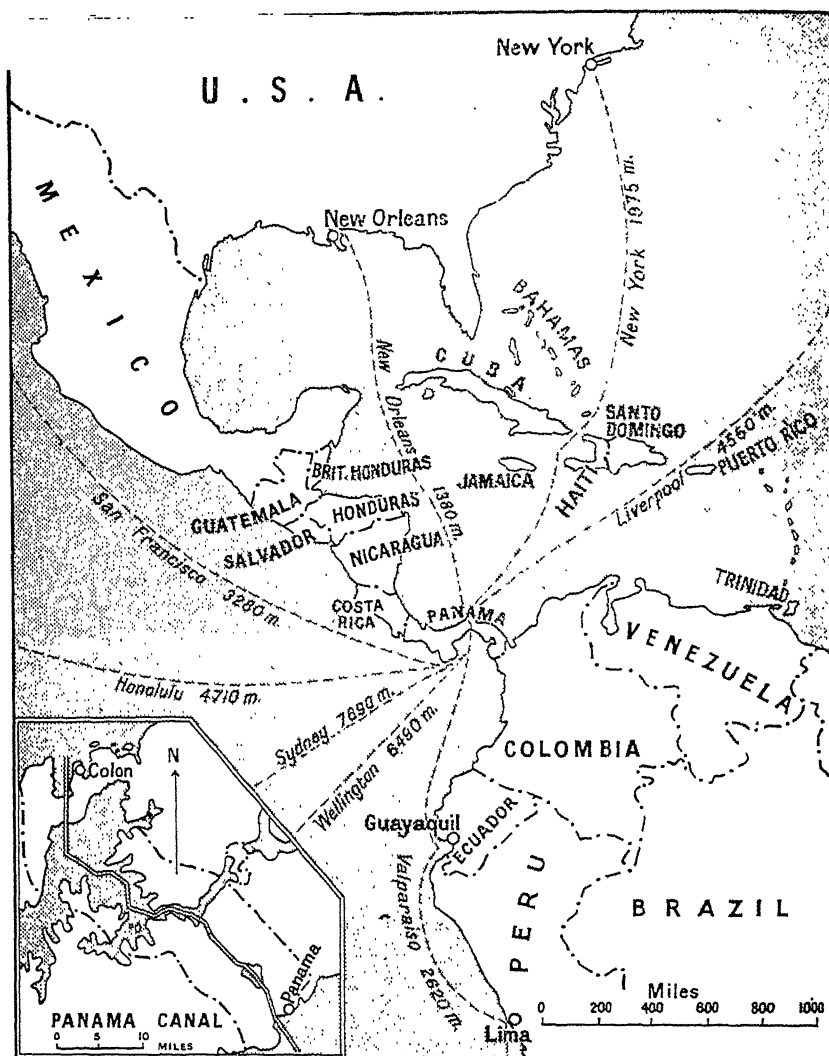 New York
U. S. A.
MEXICO
New Orleans
New York 1975 m.
BAHAMAS
CUBA
New Orleans 1380 m.
SANTO
DOMINGO
Liverpool 4560 m.
PUERTO RICO
BRIT. HONDURAS
JAMAICA
HAITI
GUATEMALA
HONDURAS
SALVADOR
NICARAGUA
San Francisco 3280 m.
COSTA
RICA
PANAMA
TRINIDAD
VENEZUELA
Honolulu 4710 m.
Sydney 7690 m.
Wellington 6490 m.
COLOMBIA
Guayaquil
ECUADOR
Valparaiso 2620 m.
PERU
BRAZIL
Lima
Miles
0 200 400 600 800 1000
N
Colon
Panama
PANAMA CANAL
0 5 10
MILES